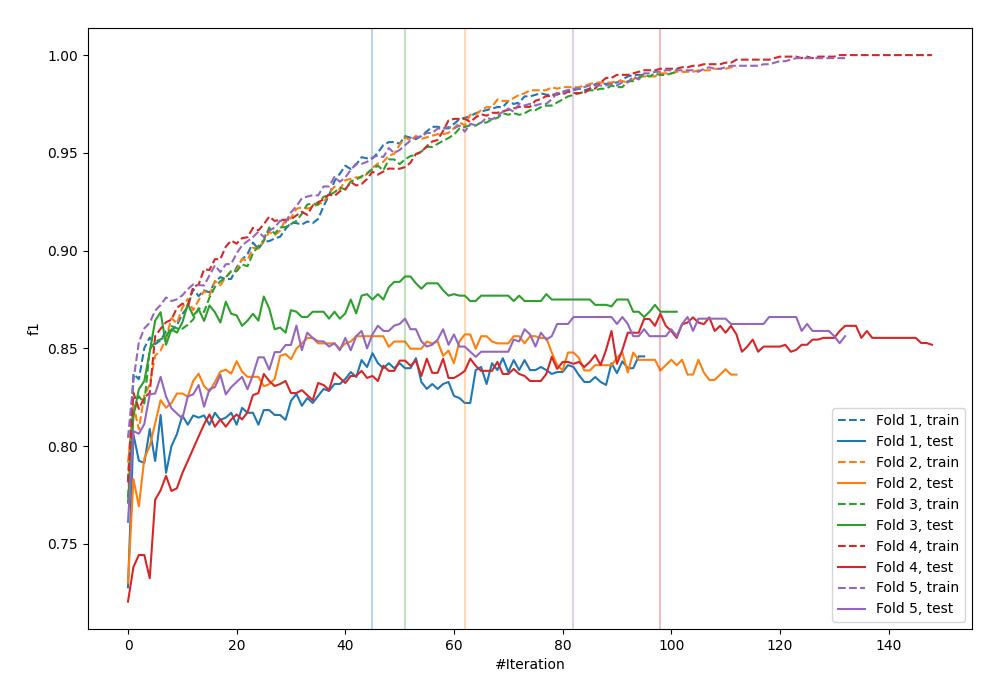 1.00
0.95
0.90
0.85
0.80
0.75
f1
0
20
40
60
80
100
120
140
#Iteration
Fold 1, train
Fold 1, test
Fold 2, train
Fold 2, test
Fold 3, train
Fold 3, test
Fold 4, train
Fold 4, test
Fold 5, train
Fold 5, test